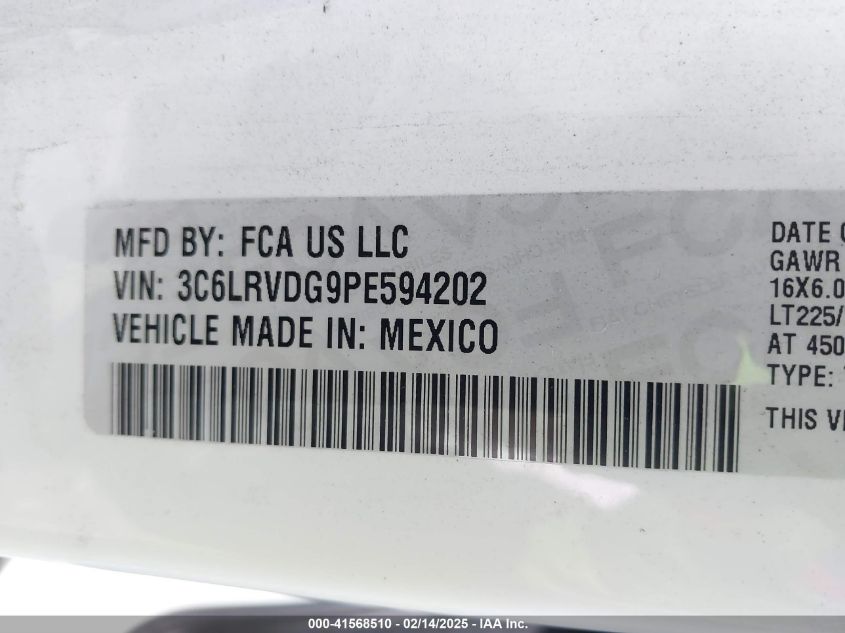 MFD BY: FCA US LLC
VIN: 3C6LRVDG9PE594202
VEHICLE MADE IN: MEXICO
DATE
GAWR
16X6.0
LT225/
AT 450
TYPE:
THIS
000-41568510 - 02/14/2025 - IAA Inc.